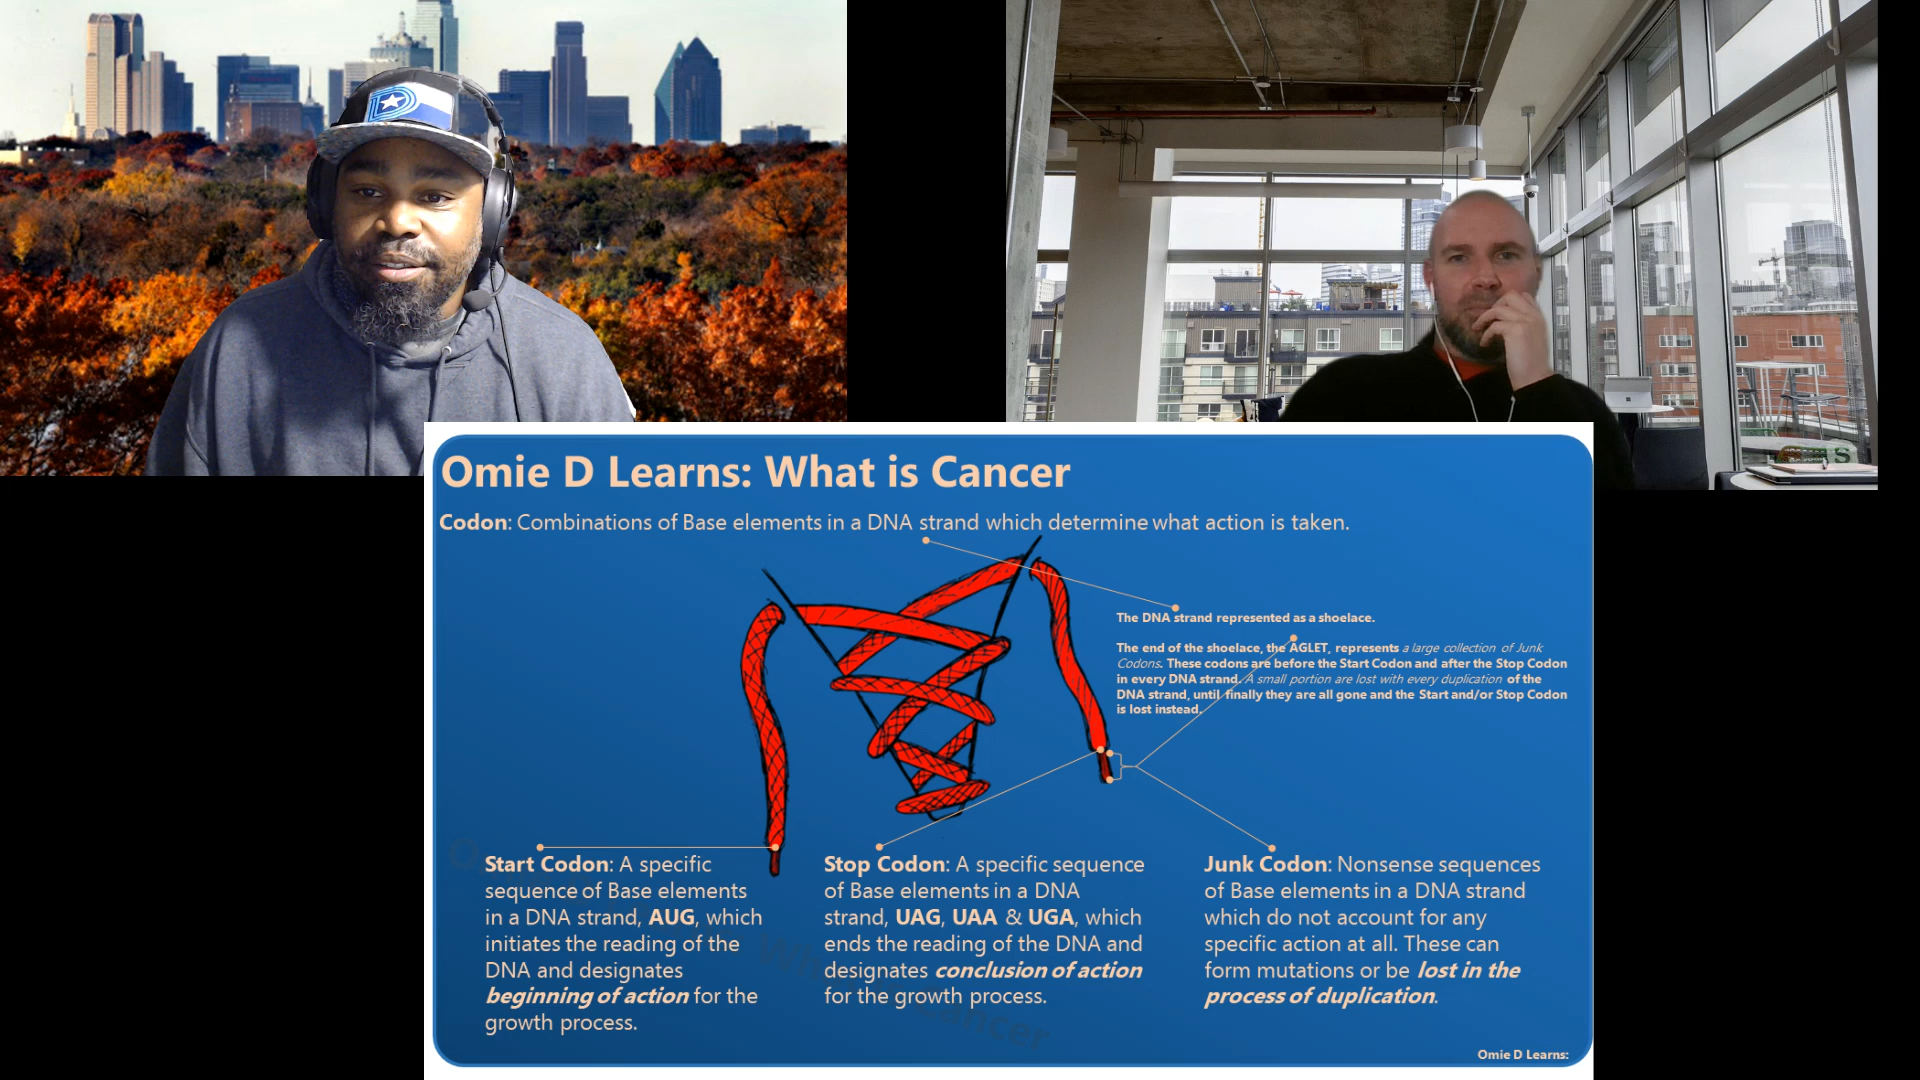 Omie D Learns: What is Cancer
Codon: Combinations of Base elements in a DNA strand which determine what action is taken.
The DNA strand represented as a shoelace.
The end of the shoelace, the AGLET, represents a large collection of Junk
Codons. These codons are before the Start Codon and after the Stop Codon
in every DNA strand. A small portion are lost with every duplication of the
DNA strand, until finally they are all gone and the Start and/or Stop Codon
is lost instead.
Start Codon: A specific
sequence of Base elements
in a DNA strand, AUG, which
initiates the reading of the
DNA and designates
beginning of action for the
growth process.
Stop Codon: A specific sequence
of Base elements in a DNA
strand, UAG, UAA & UGA, which
ends the reading of the DNA and
designates conclusion of action
for the growth process.
Junk Codon: Nonsense sequences
of Base elements in a DNA strand
which do not account for any
specific action at all. These can
form mutations or be lost in the
process of duplication.
Omie D Learns: